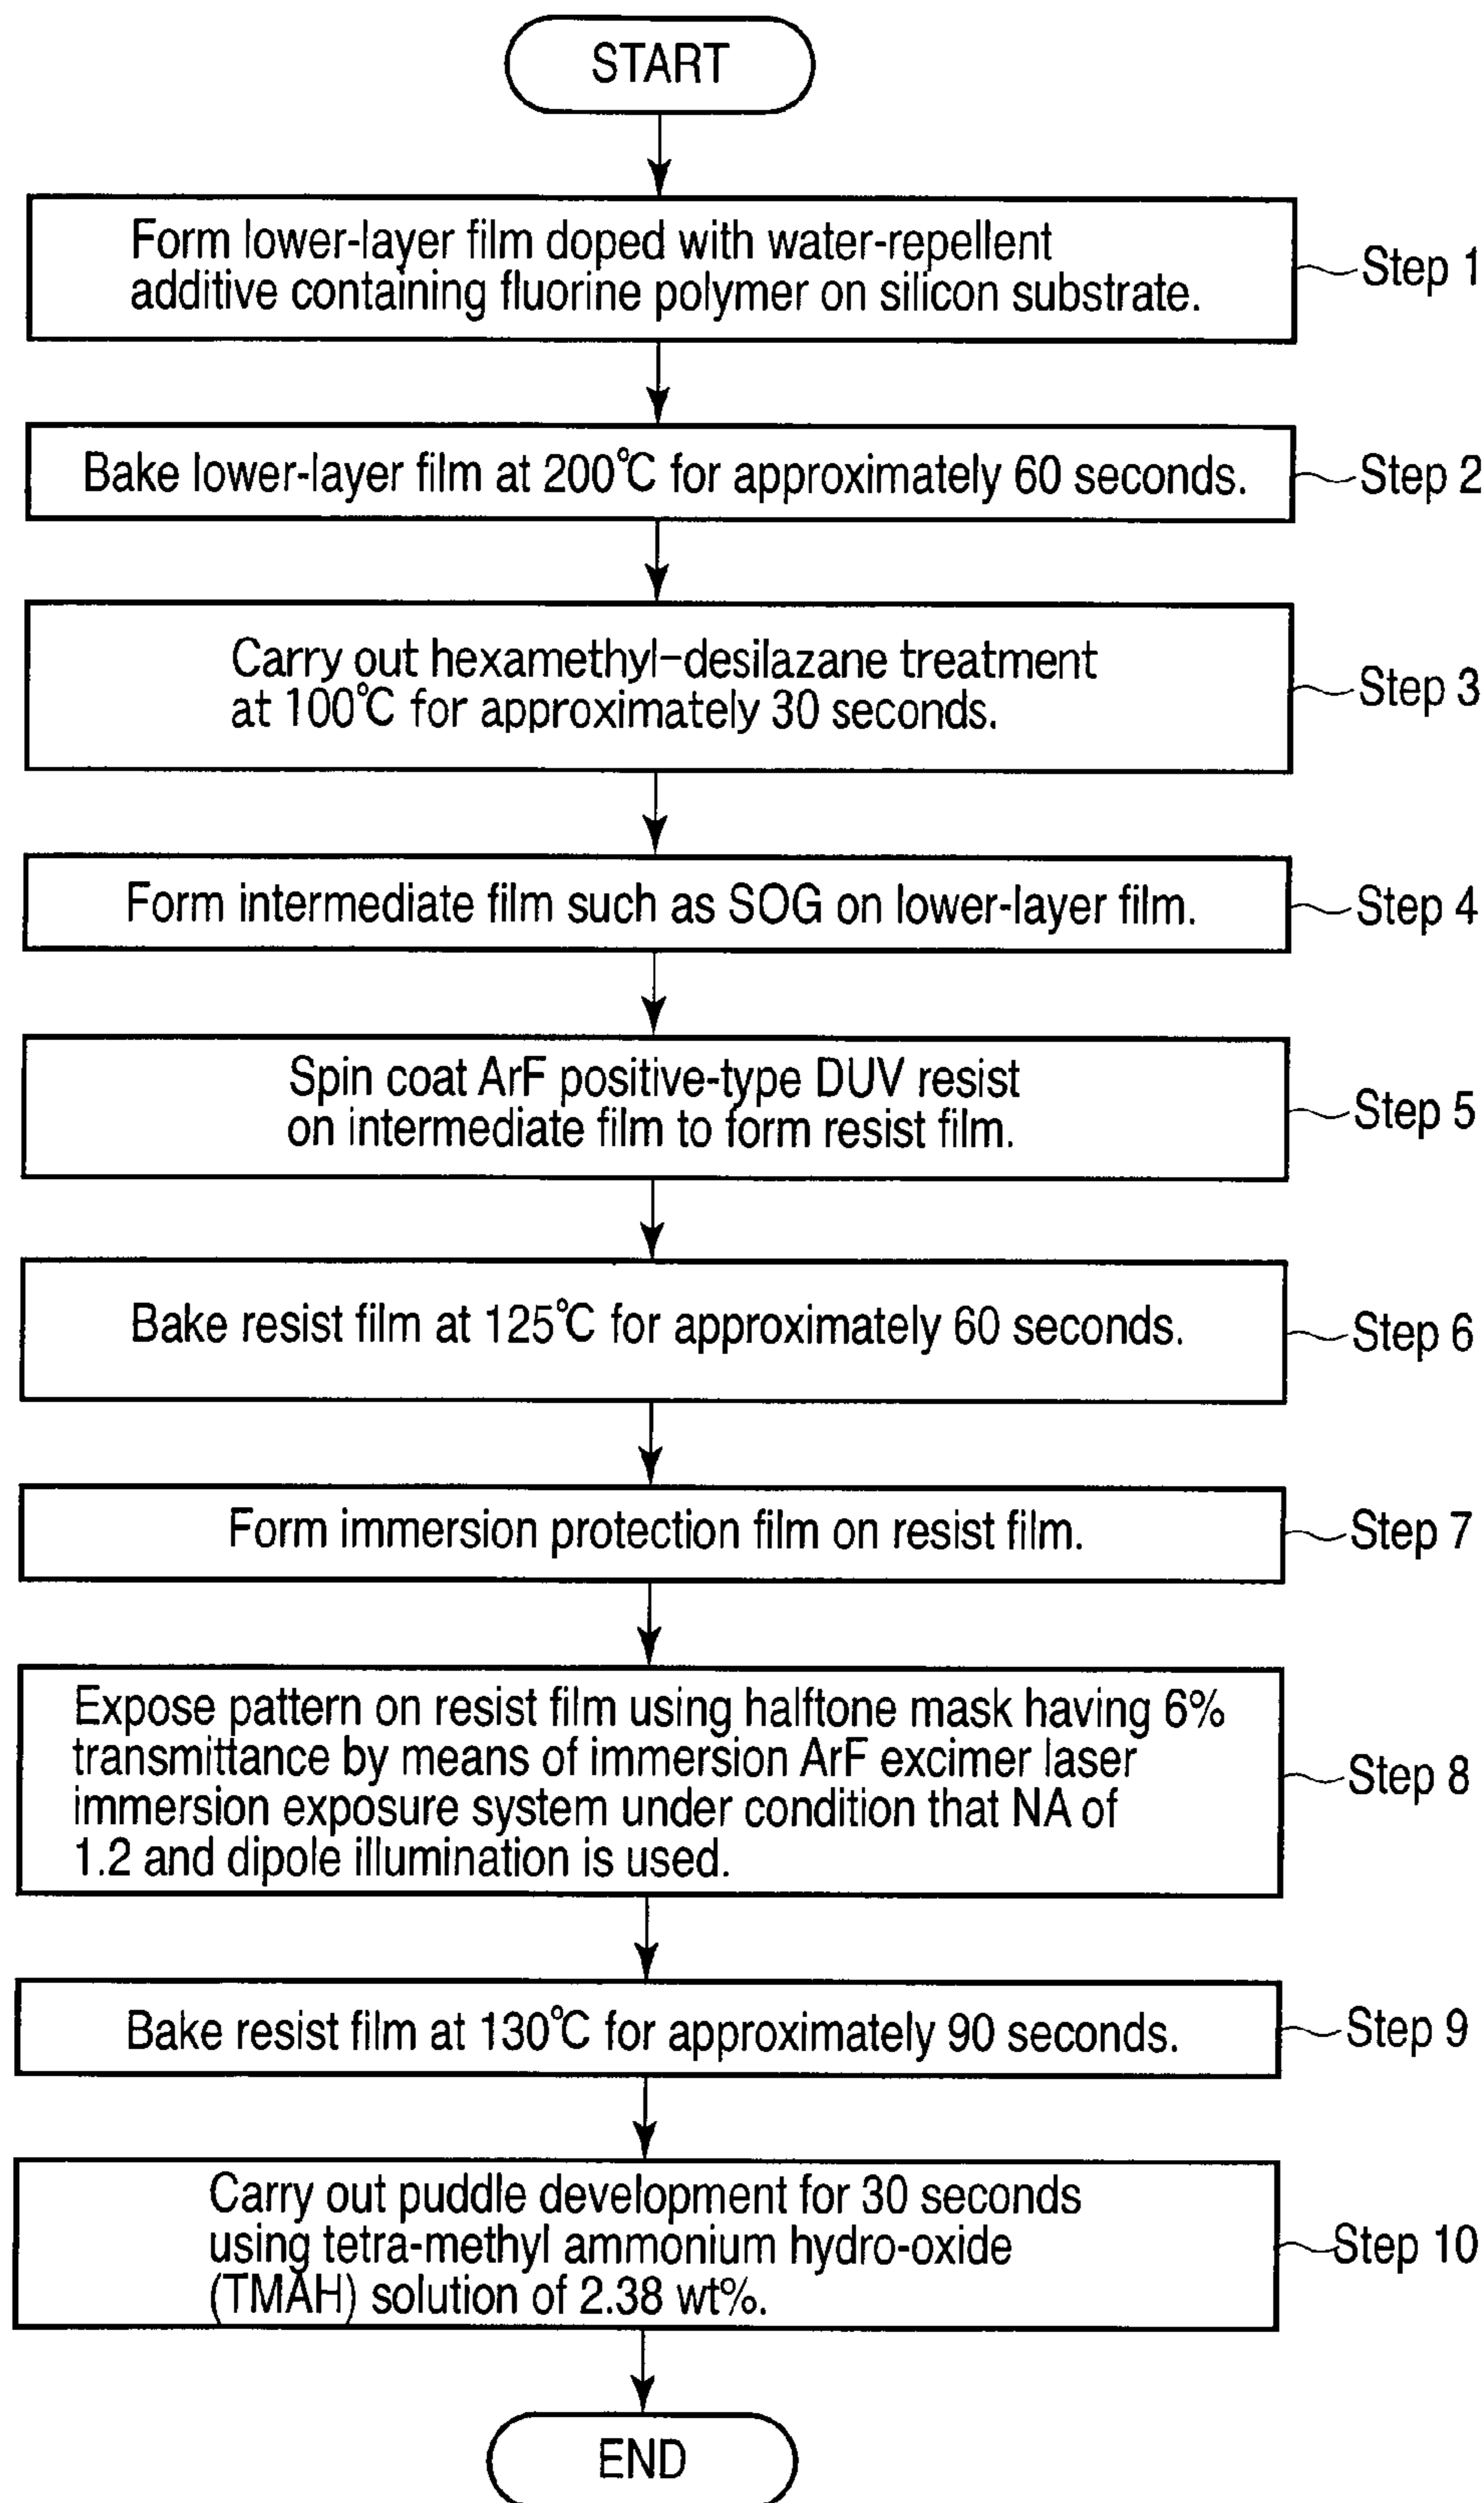 START
Form lower-layer film doped with water-repellent
additive containing fluorine polymer on silicon substrate.
Step 1
Bake lower-layer film at 200°C for approximately 60 seconds.
Step 2
Carry out hexamethyl-desilazane treatment
at 100°C for approximately 30 seconds.
Step 3
Form intermediate film such as SOG on lower-layer film.
Step 4
Spin coat ArF positive-type DUV resist
on intermediate film to form resist film.
Step 5
Bake resist film at 125°C for approximately 60 seconds.
Step 6
Form immersion protection film on resist film.
Step 7
Expose pattern on resist film using halftone mask having 6%
transmittance by means of immersion ArF excimer laser
immersion exposure system under condition that NA of
1.2 and dipole illumination is used.
Step 8
Bake resist film at 130°C for approximately 90 seconds.
Step 9
Carry out puddle development for 30 seconds
using tetra-methyl ammonium hydro-oxide
(TMAH) solution of 2.38 wt%.
Step 10
END